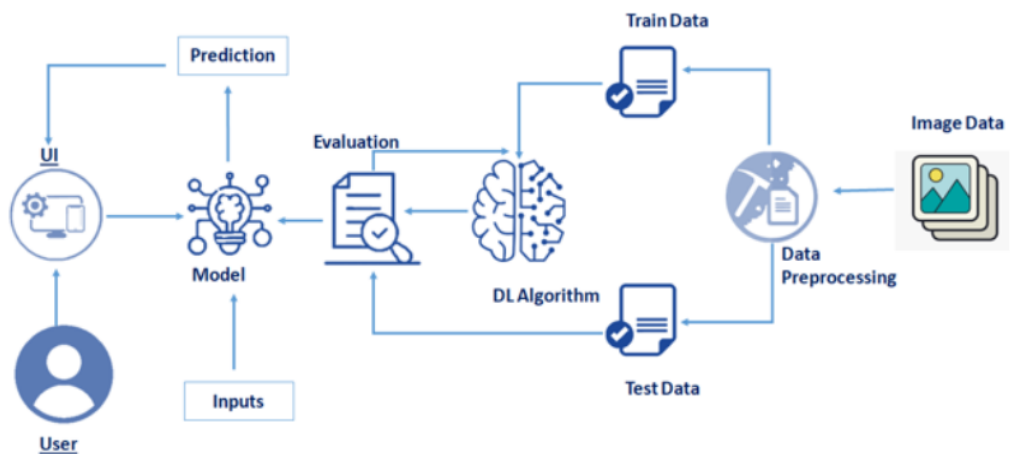 Train Data
Prediction
Image Data
Evaluation
UI
Data
Preprocessing
Model
DL Algorithm
Test Data
Inputs
User